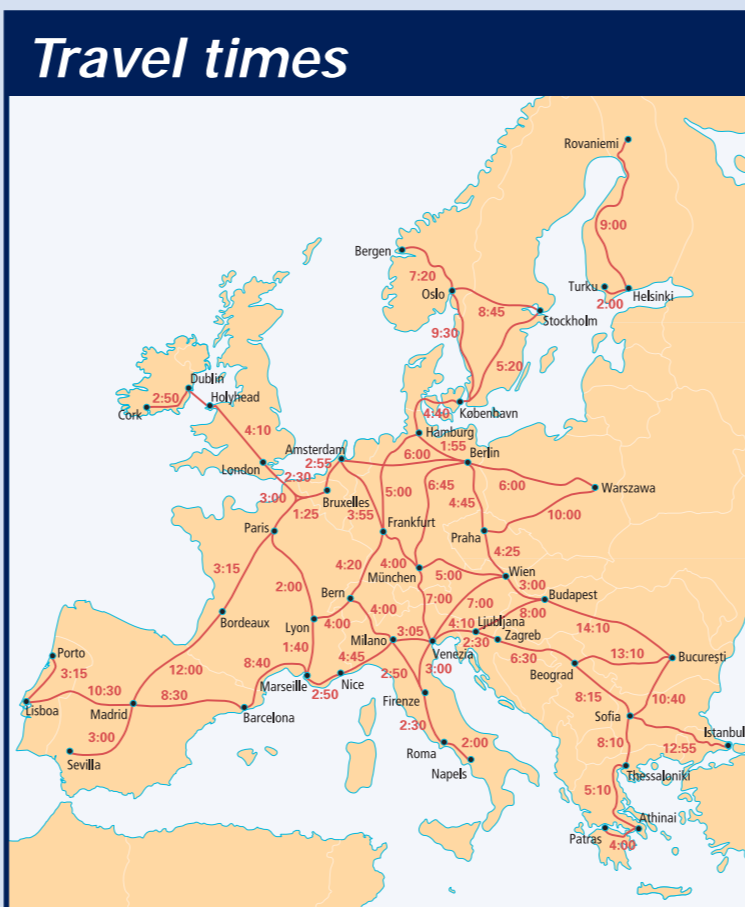 Travel times
Rovaniemi
9:00
Bergen
7:20
Turku
Helsinki
2:00
Oslo
8:45
Stockholm
9:30
5:20
Dublin
2:50
Holyhead
Cork
København
4:40
4:10
Hamburg
1:55
Amsterdam
6:00
Berlin
2:55
London
2:30
5:00
6:45
6:00
Warszawa
3:00
Bruxelles
4:45
1:25
3:55
10:00
Paris
Frankfurt
Praha
4:25
4:20
4:00
München
5:00
Wien
3:15
2:00
7:00
7:00
3:00
Bern
Budapest
4:00
8:00
Bordeaux
Lyon
4:00
4:10
Ljubljana
14:10
Milano
3:05
Zagreb
2:30
1:40
Venezia
Porto
4:45
6:30
13:10
București
3:15
12:00
8:40
3:00
Beograd
2:50
Marseille
Nice
2:50
10:30
8:30
Firenze
8:15
10:40
Lisboa
Madrid
Barcelona
Sofia
2:30
3:00
Istanbul
Roma
2:00
8:10
12:55
Sevilla
Napels
Thessaloniki
5:10
Athinai
Patras
4:00